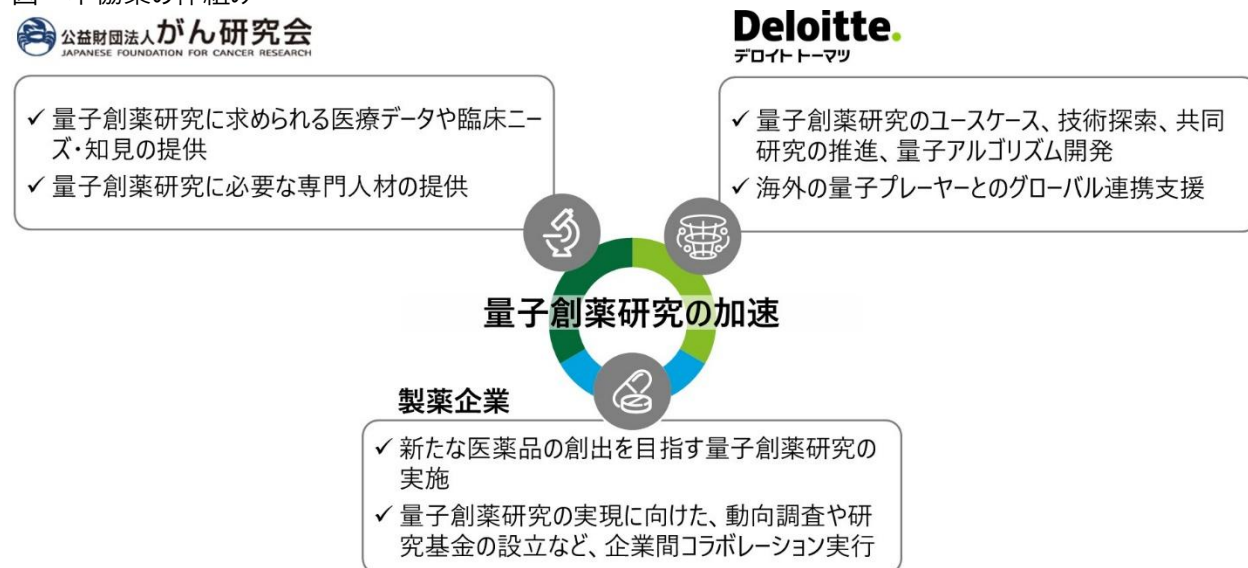 公益財団法人がん研究会
JAPANESE FOUNDATION FOR CANCER RESEARCH
✓ 量子創薬研究に求められる医療データや臨床ニー
ズ・知見の提供
✓ 量子創薬研究に必要な専門人材の提供
Deloitte.
デロイト トーマツ
✓ 量子創薬研究のユースケース、技術探索、共同
研究の推進、量子アルゴリズム開発
✓ 海外の量子プレーヤーとのグローバル連携支援
量子創薬研究の加速
製薬企業
✓ 新たな医薬品の創出を目指す量子創薬研究の
実施
✓ 量子創薬研究の実現に向けた、動向調査や研
究基金の設立など、企業間コラボレーション実行